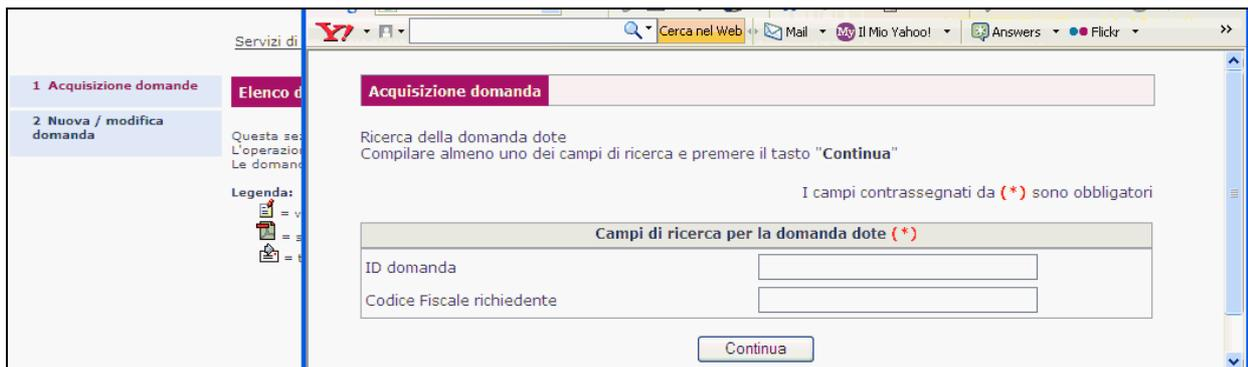 Y!
Cerca nel Web Mail My Il Mio Yahoo! Answers Flickr »
Servizi di
1 Acquisizione domande
2 Nuova / modifica
domanda
Elenco d
Questa se
L'operazion
Le domand
Legenda:
= v
= s
= t
Acquisizione domanda
Ricerca della domanda dote
Compilare almeno uno dei campi di ricerca e premere il tasto "Continua"
I campi contrassegnati da (*) sono obbligatori
Campi di ricerca per la domanda dote (*)
ID domanda
Codice Fiscale richiedente
Continua